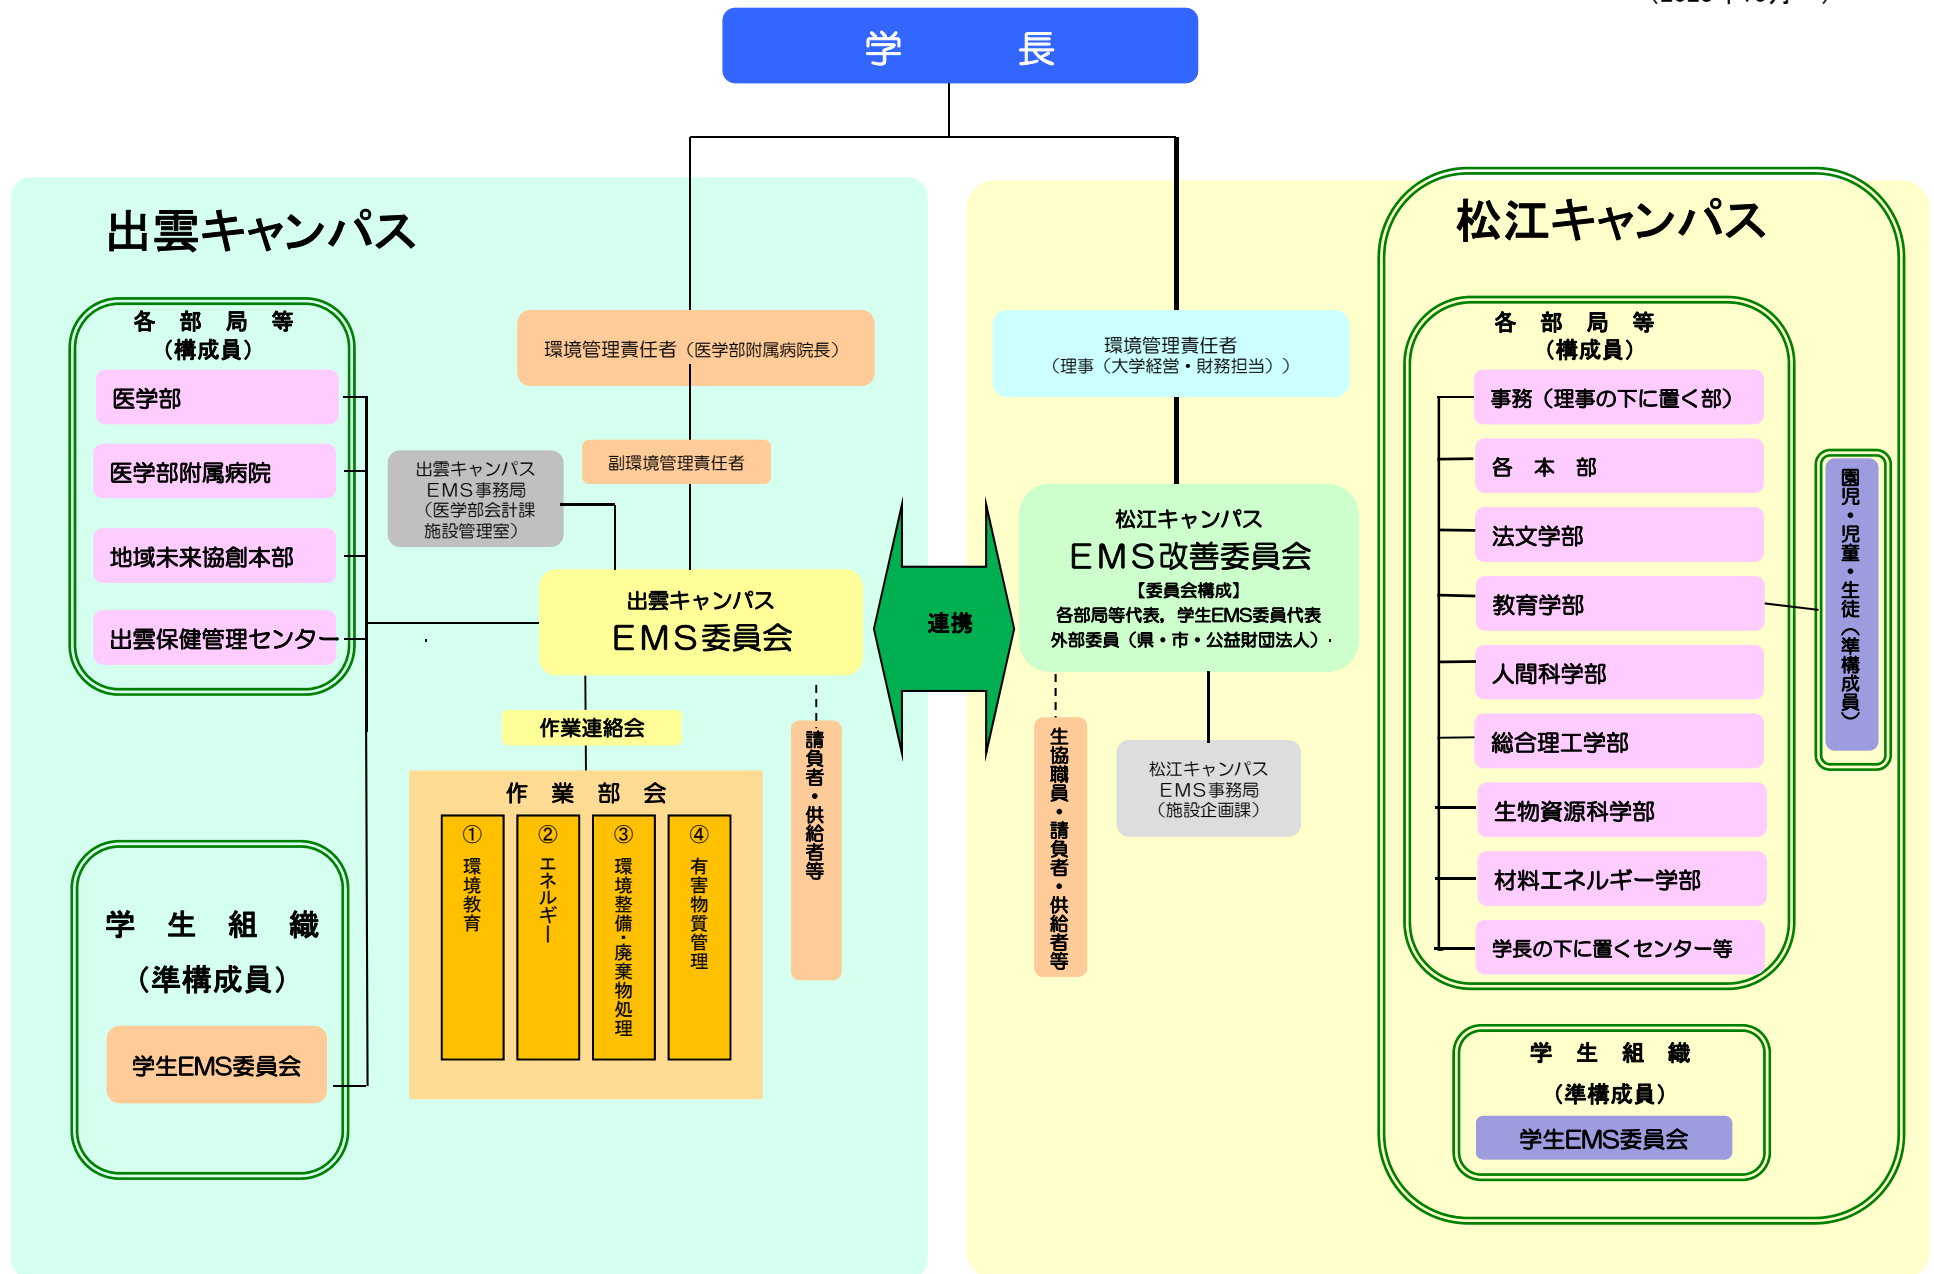 学　長
出雲キャンパス
各 部 局 等
（構成員）
医学部
医学部附属病院
地域未来協創本部
出雲保健管理センター
学 生 組 織
（準構成員）
学生EMS委員会
環境管理責任者（医学部附属病院長）
副環境管理責任者
出雲キャンパス
ＥＭＳ事務局
（医学部会計課
施設管理室）
出雲キャンパス
ＥＭＳ委員会
作業連絡会
作 業 部 会
① 環境教育
② エネルギー
③ 環境整備・廃棄物処理
④ 有害物質管理
請負者・供給者等
連携
松江キャンパス
環境管理責任者
（理事（大学経営・財務担当））
松江キャンパス
ＥＭＳ改善委員会
【委員会構成】
各部局等代表，学生EMS委員代表
外部委員（県・市・公益財団法人）
生協職員・請負者・供給者等
松江キャンパス
ＥＭＳ事務局
（施設企画課）
各 部 局 等
（構成員）
事務（理事の下に置く部）
各 本 部
法文学部
教育学部
人間科学部
総合理工学部
生物資源科学部
材料エネルギー学部
学長の下に置くセンター等
園児・児童・生徒（準構成員）
学 生 組 織
（準構成員）
学生EMS委員会